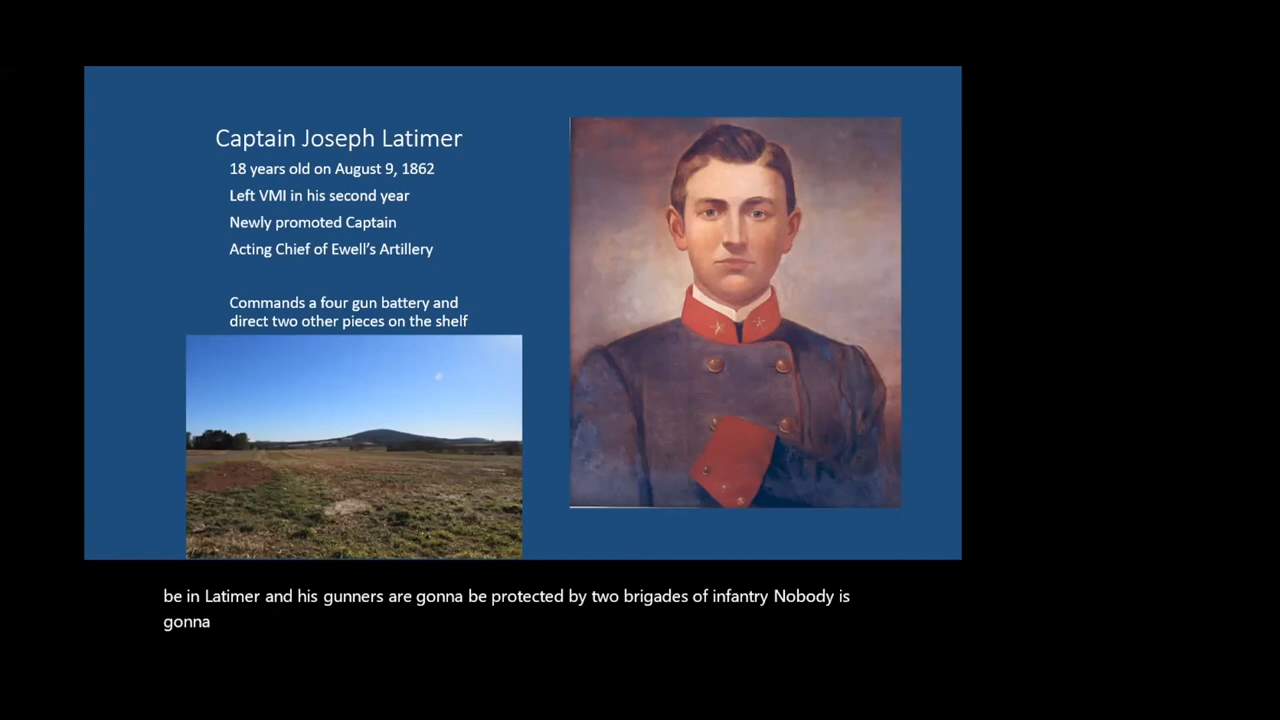 Captain Joseph Latimer
18 years old on August 9, 1862
Left VMI in his second year
Newly promoted Captain
Acting Chief of Ewell’s Artillery
Commands a four gun battery and
direct two other pieces on the shelf
be in Latimer and his gunners are gonna be protected by two brigades of infantry Nobody is
gonna